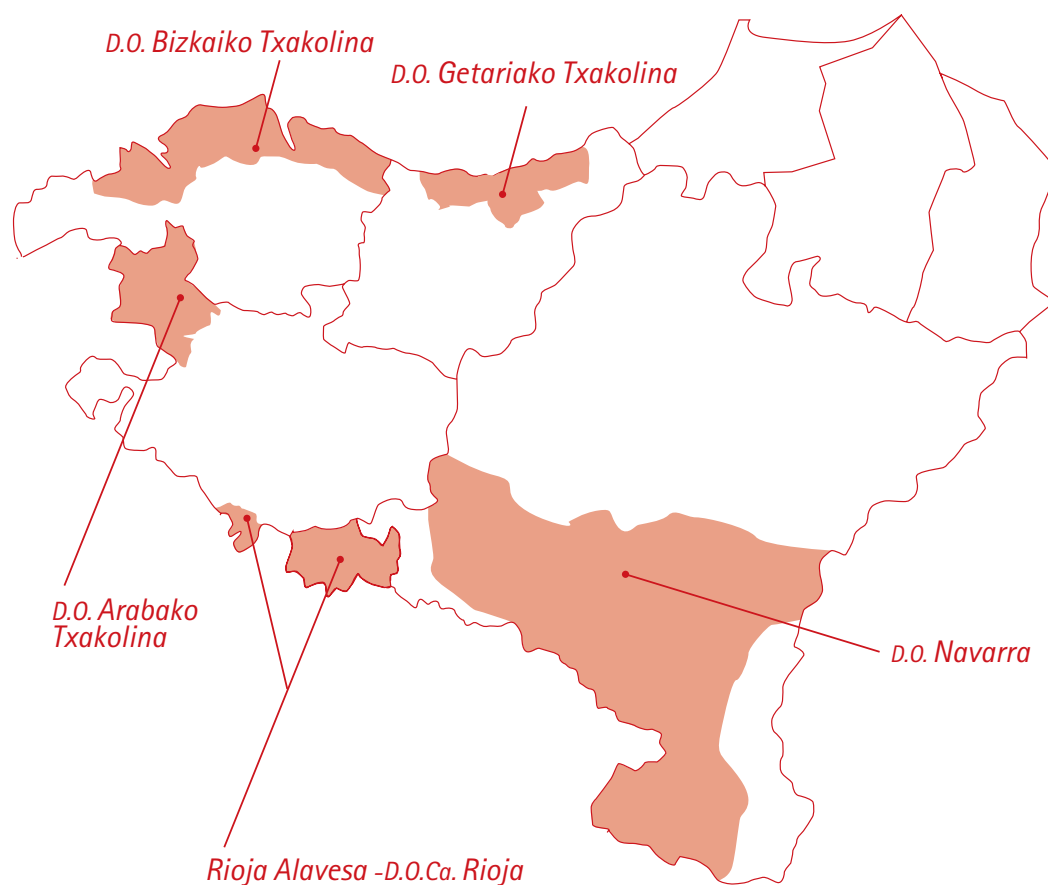 D.O. Bizkaiko Txakolina
D.O. Getariako Txakolina
D.O. Arabako
Txakolina
D.O. Navarra
Rioja Alavesa -D.O.Ca. Rioja